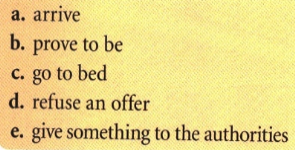 a. arrive
b. prove to be
c. go to bed
d. refuse an offer
e. give something to the authorities